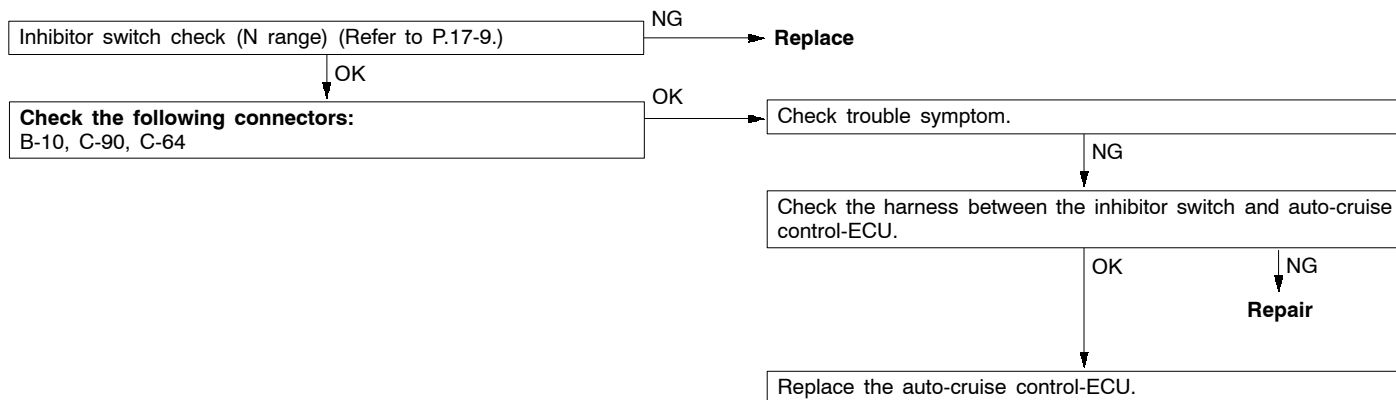 Inhibitor switch check (N range) (Refer to P.17-9.)
NG
Replace
OK
Check the following connectors:
B-10, C-90, C-64
OK
Check trouble symptom.
NG
Check the harness between the inhibitor switch and auto-cruise
control-ECU.
OK
NG
Repair
Replace the auto-cruise control-ECU.